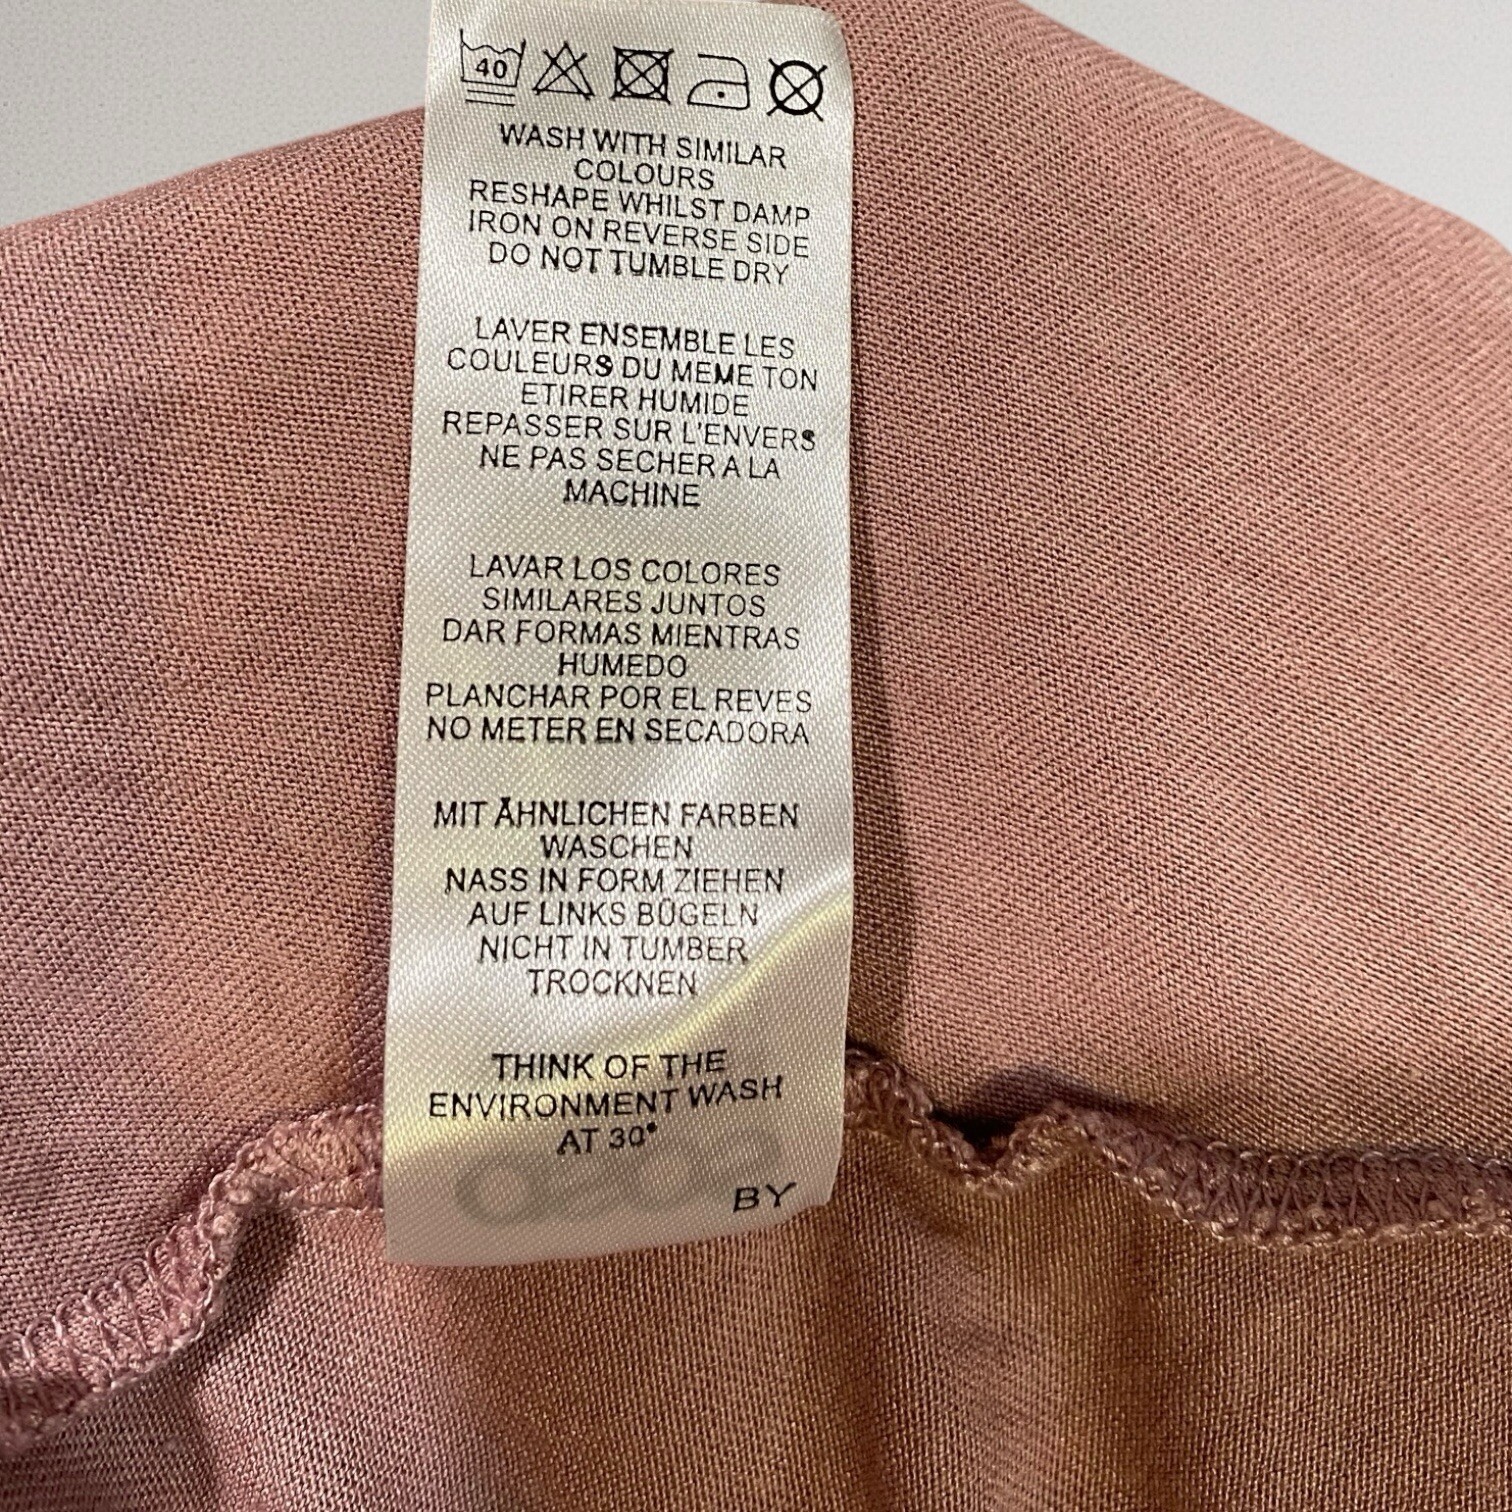 40
WASH WITH SIMILAR
COLOURS
RESHAPE WHILST DAMP
IRON ON REVERSE SIDE
DO NOT TUMBLE DRY
LAVER ENSEMBLE LES
COULEURS DU MEME TON
ETIRER HUMIDE
REPASSER SUR L'ENVERS
NE PAS SECHER A LA
MACHINE
LAVAR LOS COLORES
SIMILARES JUNTOS
DAR FORMAS MIENTRAS
HUMEDO
PLANCHAR POR EL REVES
NO METER EN SECADORA
MIT ÄHNLICHEN FARBEN
WASCHEN
NASS IN FORM ZIEHEN
AUF LINKS BÜGELN
NICHT IN TUMBER
TROCKNEN
THINK OF THE
ENVIRONMENT WASH
AT 30°
BY